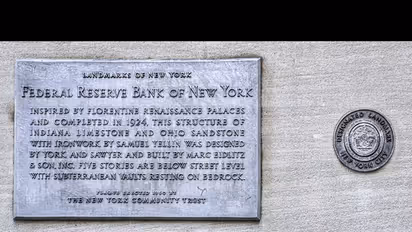 LANDMARKS OF NEW YORK
FEDERAL RESERVE BANK OF NEW YORK
INSPIRED BY FLORENTINE RENAISSANCE PALACES
AND COMPLETED IN 1924, THIS STRUCTURE OF
INDIANA LIMESTONE AND OHIO SANDSTONE
WITH IRONWORK BY SAMUEL YELLIN WAS DESIGNED
BY YORK AND SAWYER AND BUILT BY MARC EIDLITZ
& SON, INC. FIVE STORIES ARE BELOW STREET LEVEL
WITH SUBTERRANEAN VAULTS RESTING ON BEDROCK.
PLAQUE ERECTED BY
THE NEW YORK COMMUNITY TRUST
DESIGNATED LANDMARK
NEW YORK CITY